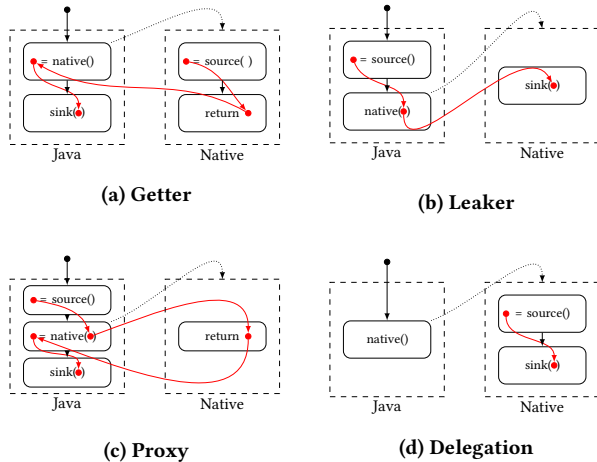 = native()
sink( )
Java
= source( )
return
Native
(a) Getter
= source()
native( )
Java
sink( )
Native
(b) Leaker
= source()
= native( )
sink( )
Java
return
Native
(c) Proxy
native()
Java
= source()
sink( )
Native
(d) Delegation